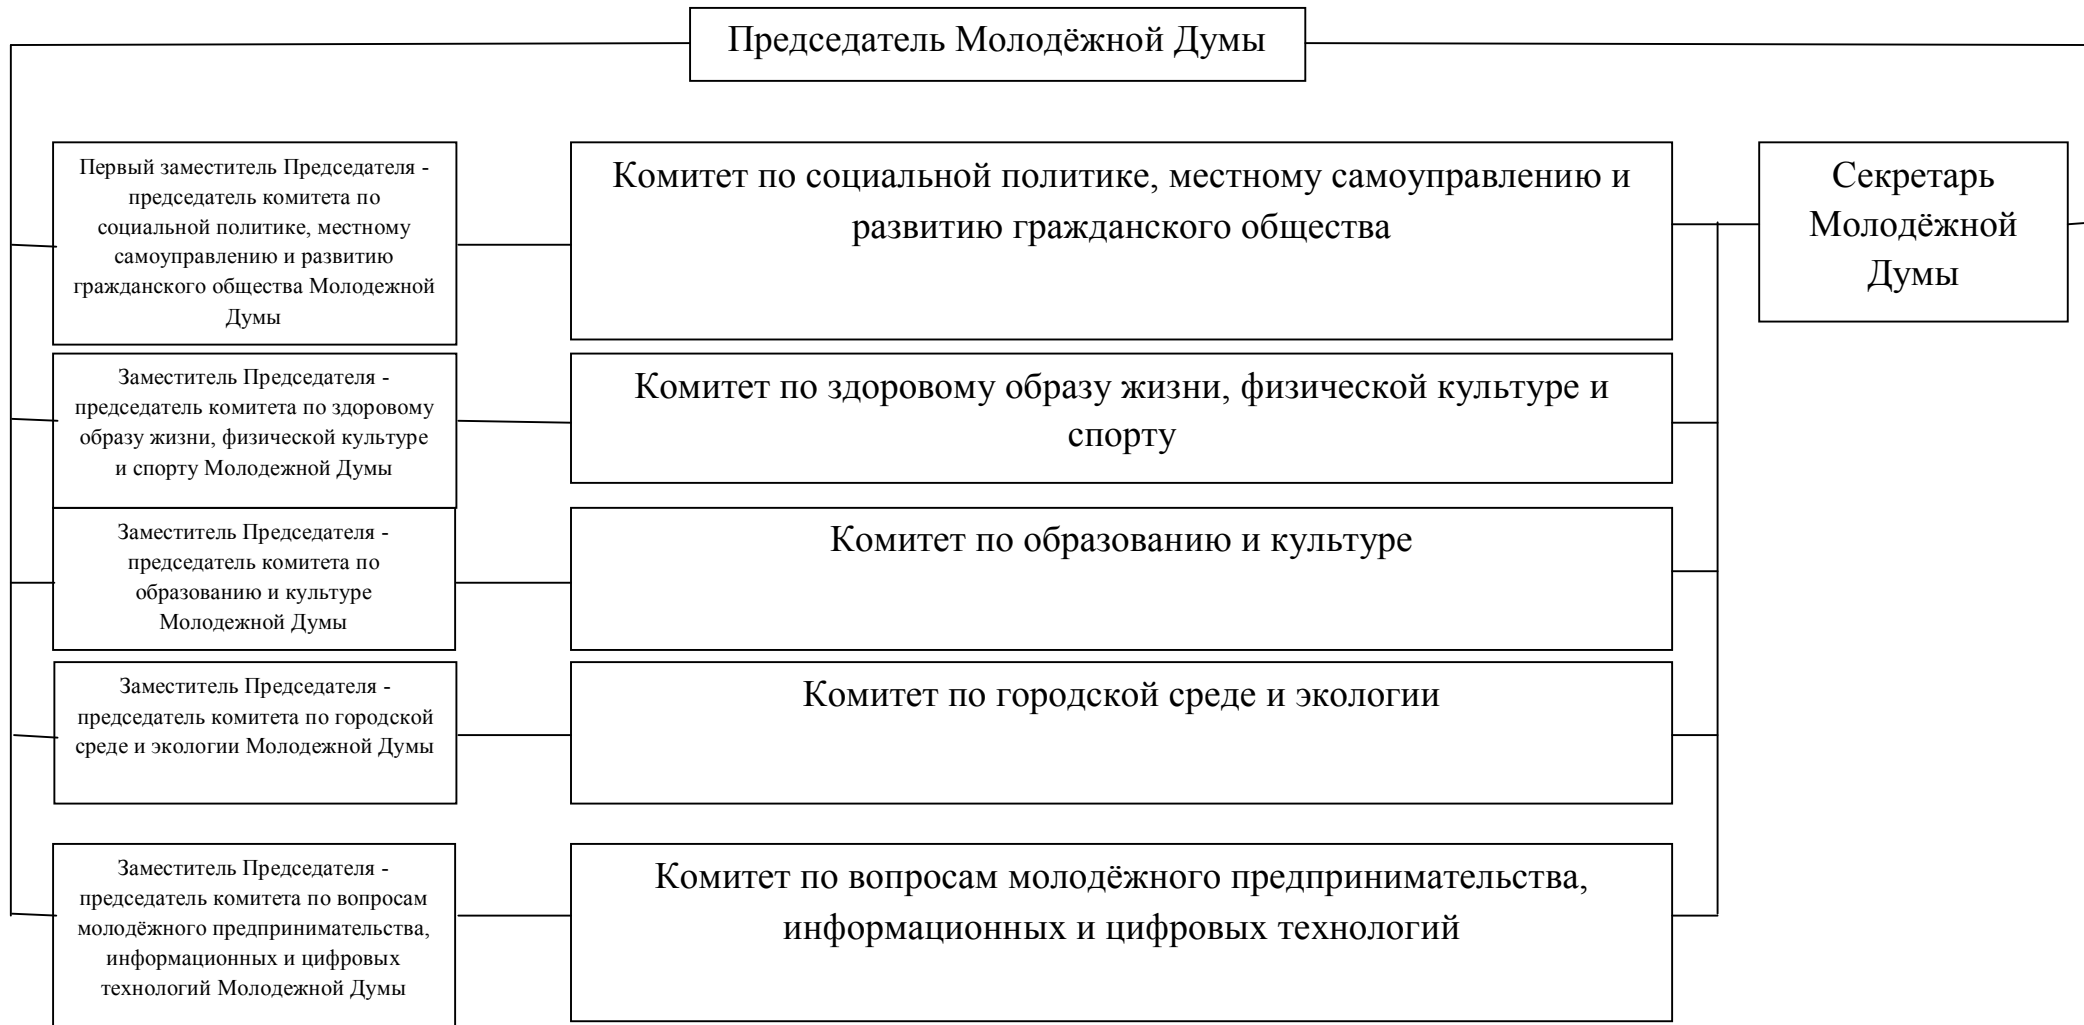 Председатель Молодёжной Думы
Первый заместитель Председателя -
председатель комитета по
социальной политике, местному
самоуправлению и развитию
гражданского общества Молодежной
Думы
Комитет по социальной политике, местному самоуправлению и
развитию гражданского общества
Секретарь
Молодёжной
Думы
Заместитель Председателя -
председатель комитета по здоровому
образу жизни, физической культуре
и спорту Молодежной Думы
Комитет по здоровому образу жизни, физической культуре и
спорту
Заместитель Председателя -
председатель комитета по
образованию и культуре
Молодежной Думы
Комитет по образованию и культуре
Заместитель Председателя -
председатель комитета по городской
среде и экологии Молодежной Думы
Комитет по городской среде и экологии
Заместитель Председателя -
председатель комитета по вопросам
молодёжного предпринимательства,
информационных и цифровых
технологий Молодежной Думы
Комитет по вопросам молодёжного предпринимательства,
информационных и цифровых технологий